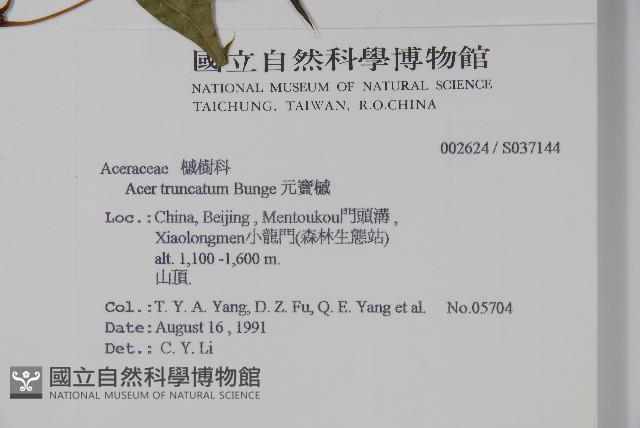 國立自然科學博物館
NATIONAL MUSEUM OF NATURAL SCIENCE
TAICHUNG, TAIWAN, R.O.CHINA
002624 / S037144
Aceraceae 槭樹科
Acer truncatum Bunge 元寶槭
Loc.: China, Beijing , Mentoukou門頭溝 ,
Xiaolongmen小龍門(森林生態站)
alt. 1,100 -1,600 m.
山頂.
Col.: T. Y. A. Yang, D. Z. Fu, Q. E. Yang et al. No.05704
Date: August 16 , 1991
Det.: C. Y. Li
國立自然科學博物館
NATIONAL MUSEUM OF NATURAL SCIENCE